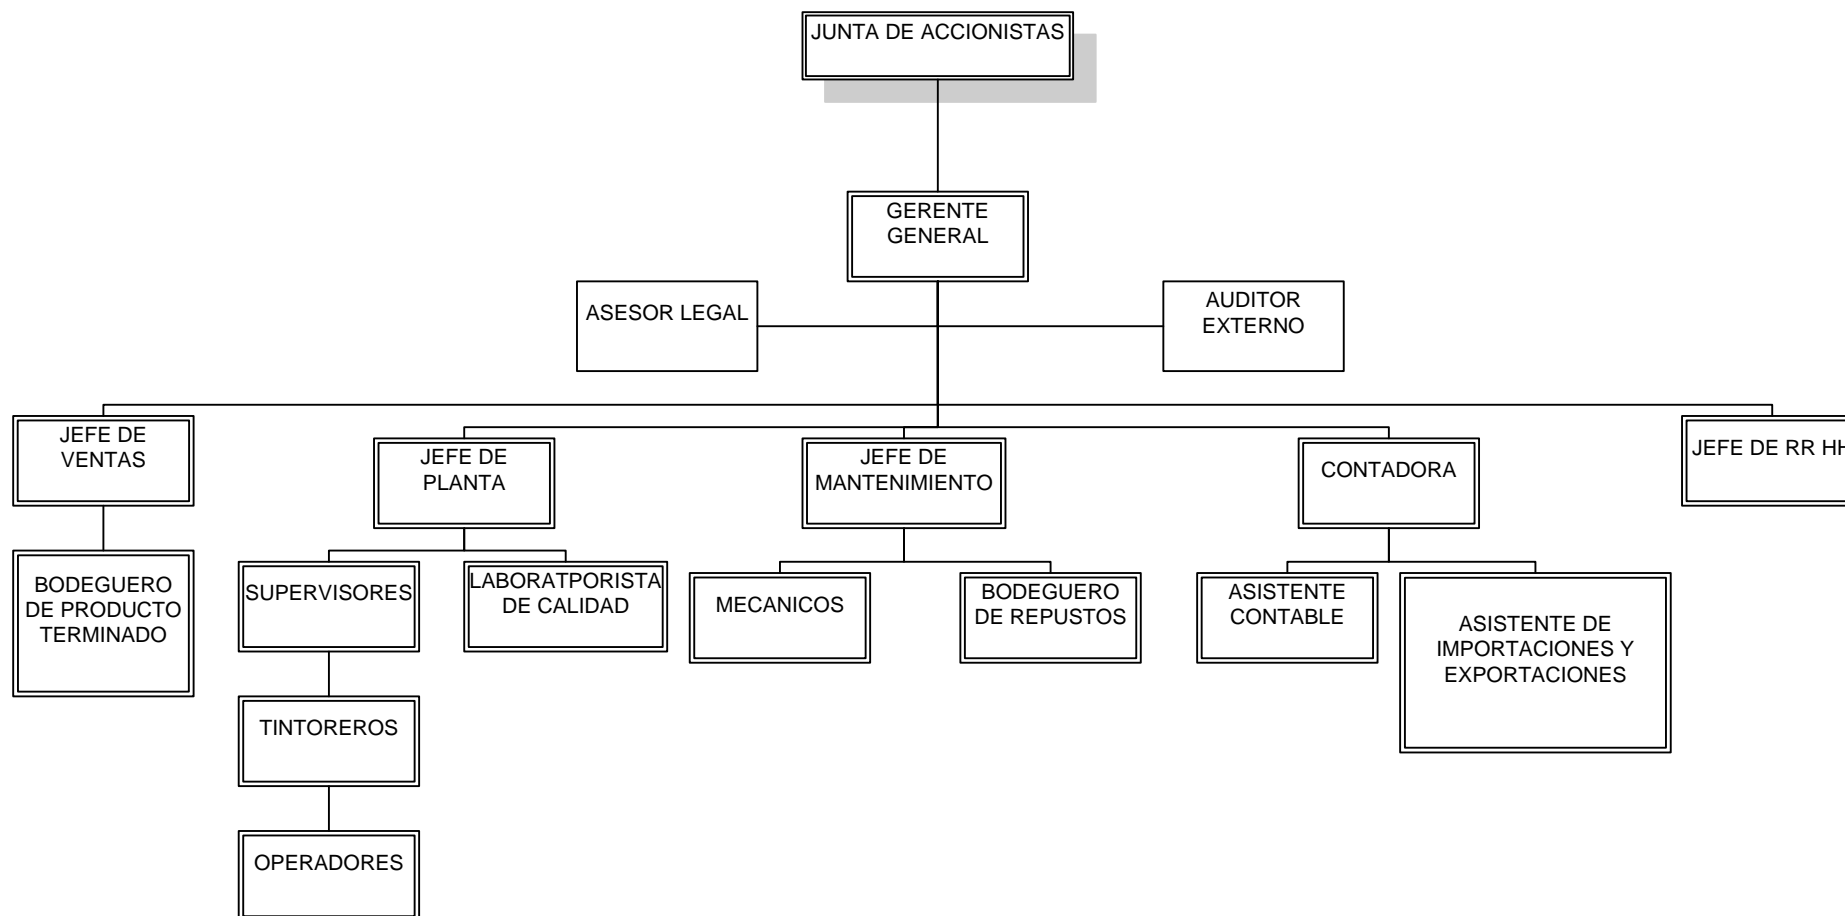 JUNTA DE ACCIONISTAS
GERENTE
GENERAL
ASESOR LEGAL
AUDITOR
EXTERNO
JEFE DE
VENTAS
JEFE DE
PLANTA
JEFE DE
MANTENIMIENTO
CONTADORA
JEFE DE RR HH
BODEGUERO
DE PRODUCTO
TERMINADO
SUPERVISORES
LABORATPORISTA
DE CALIDAD
MECANICOS
BODEGUERO
DE REPUSTOS
ASISTENTE
CONTABLE
ASISTENTE DE
IMPORTACIONES Y
EXPORTACIONES
TINTOREROS
OPERADORES